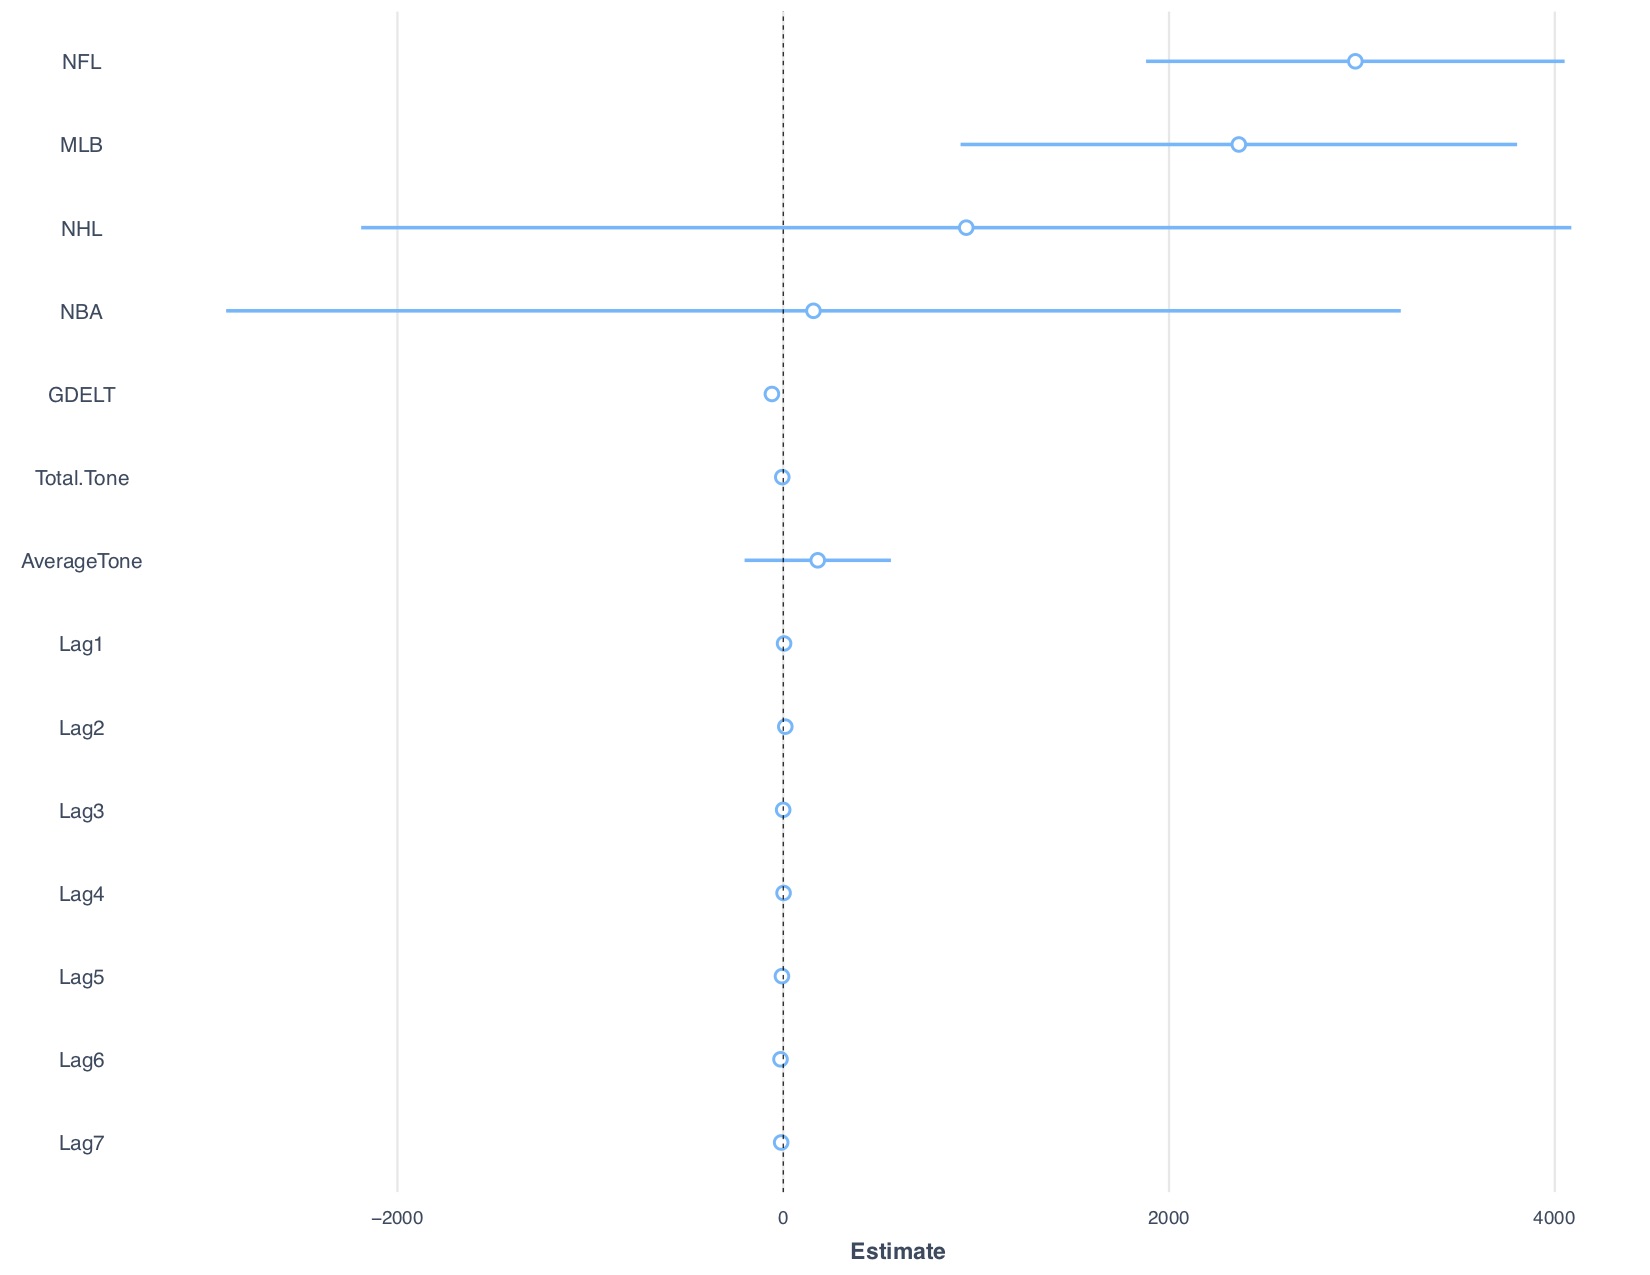 NFL
MLB
NHL
NBA
GDELT
Total.Tone
AverageTone
Lag1
Lag2
Lag3
Lag4
Lag5
Lag6
Lag7
−2000 0 2000 4000
Estimate